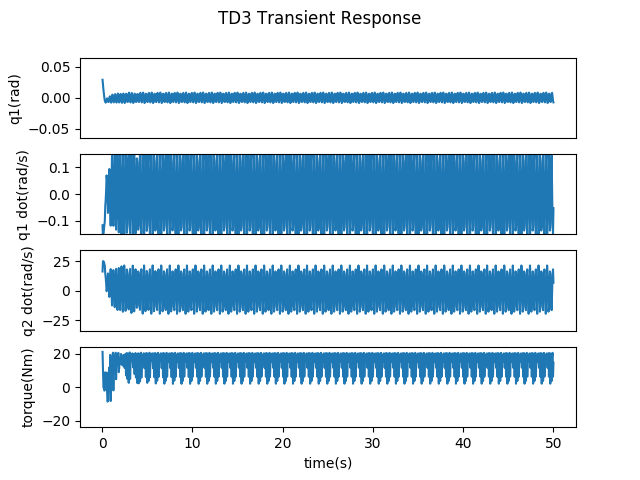 TD3 Transient Response
0.05
0.00
−0.05
q1(rad)
0.1
0.0
−0.1
q1 dot(rad/s)
25
0
−25
q2 dot(rad/s)
20
0
−20
torque(Nm)
0 10 20 30 40 50
time(s)